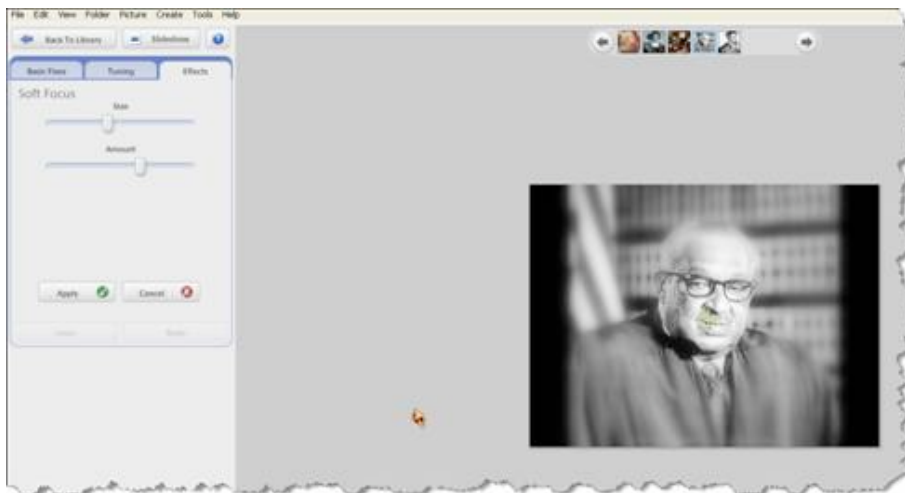 File Edit View Folder Picture Create Tools Help
Back To Library Slideshow
Basic Fixes Tuning Effects
Soft Focus
Size
Amount
Apply Cancel